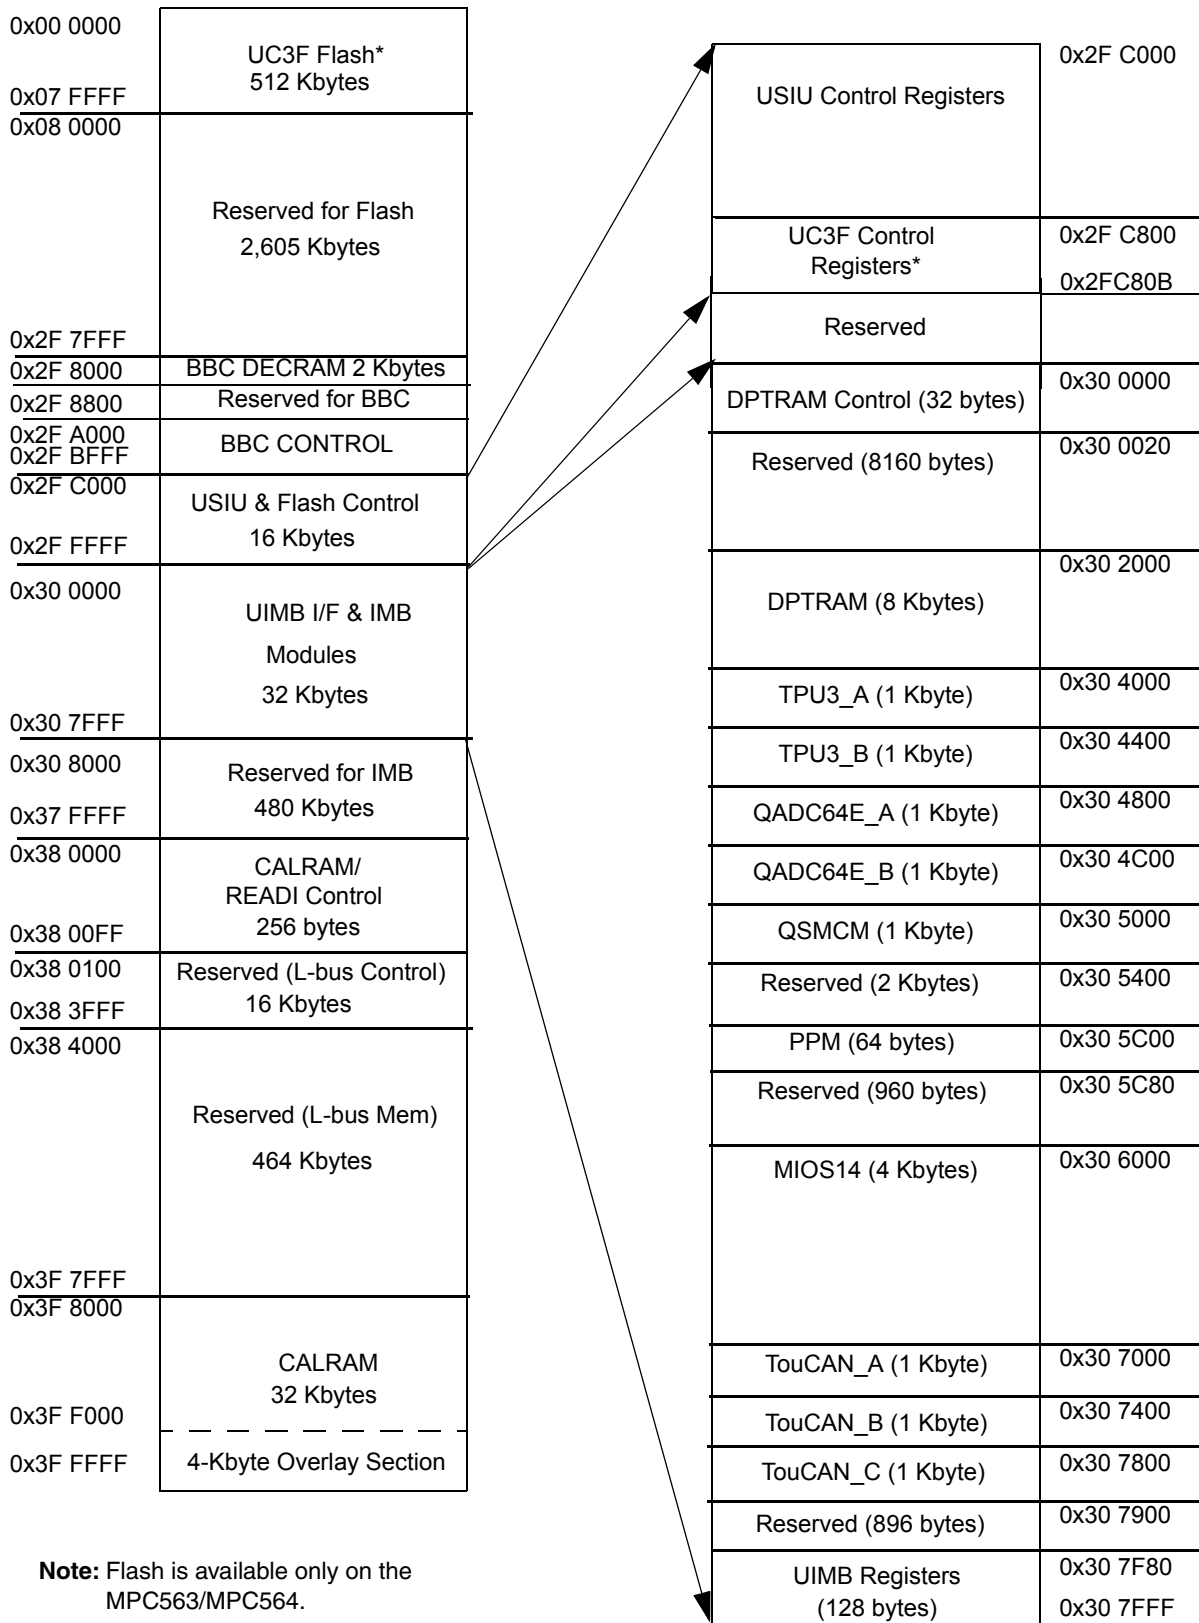 0x00 0000
UC3F Flash*
512 Kbytes
0x07 FFFF
0x08 0000
Reserved for Flash
2,605 Kbytes
0x2F 7FFF
0x2F 8000
BBC DECRAM 2 Kbytes
0x2F 8800
Reserved for BBC
0x2F A000
BBC CONTROL
0x2F BFFF
0x2F C000
USIU & Flash Control
16 Kbytes
0x2F FFFF
0x30 0000
UIMB I/F & IMB
Modules
32 Kbytes
0x30 7FFF
0x30 8000
Reserved for IMB
480 Kbytes
0x37 FFFF
0x38 0000
CALRAM/
READI Control
256 bytes
0x38 00FF
0x38 0100
Reserved (L-bus Control)
16 Kbytes
0x38 3FFF
0x38 4000
Reserved (L-bus Mem)
464 Kbytes
0x3F 7FFF
0x3F 8000
CALRAM
32 Kbytes
0x3F F000
4-Kbyte Overlay Section
0x3F FFFF
Note: Flash is available only on the
MPC563/MPC564.
USIU Control Registers
0x2F C000
UC3F Control
Registers*
0x2F C800
0x2FC80B
Reserved
DPTRAM Control (32 bytes)
0x30 0000
Reserved (8160 bytes)
0x30 0020
DPTRAM (8 Kbytes)
0x30 2000
TPU3_A (1 Kbyte)
0x30 4000
TPU3_B (1 Kbyte)
0x30 4400
QADC64E_A (1 Kbyte)
0x30 4800
QADC64E_B (1 Kbyte)
0x30 4C00
QSMCM (1 Kbyte)
0x30 5000
Reserved (2 Kbytes)
0x30 5400
PPM (64 bytes)
0x30 5C00
Reserved (960 bytes)
0x30 5C80
MIOS14 (4 Kbytes)
0x30 6000
TouCAN_A (1 Kbyte)
0x30 7000
TouCAN_B (1 Kbyte)
0x30 7400
TouCAN_C (1 Kbyte)
0x30 7800
Reserved (896 bytes)
0x30 7900
UIMB Registers
(128 bytes)
0x30 7F80
0x30 7FFF